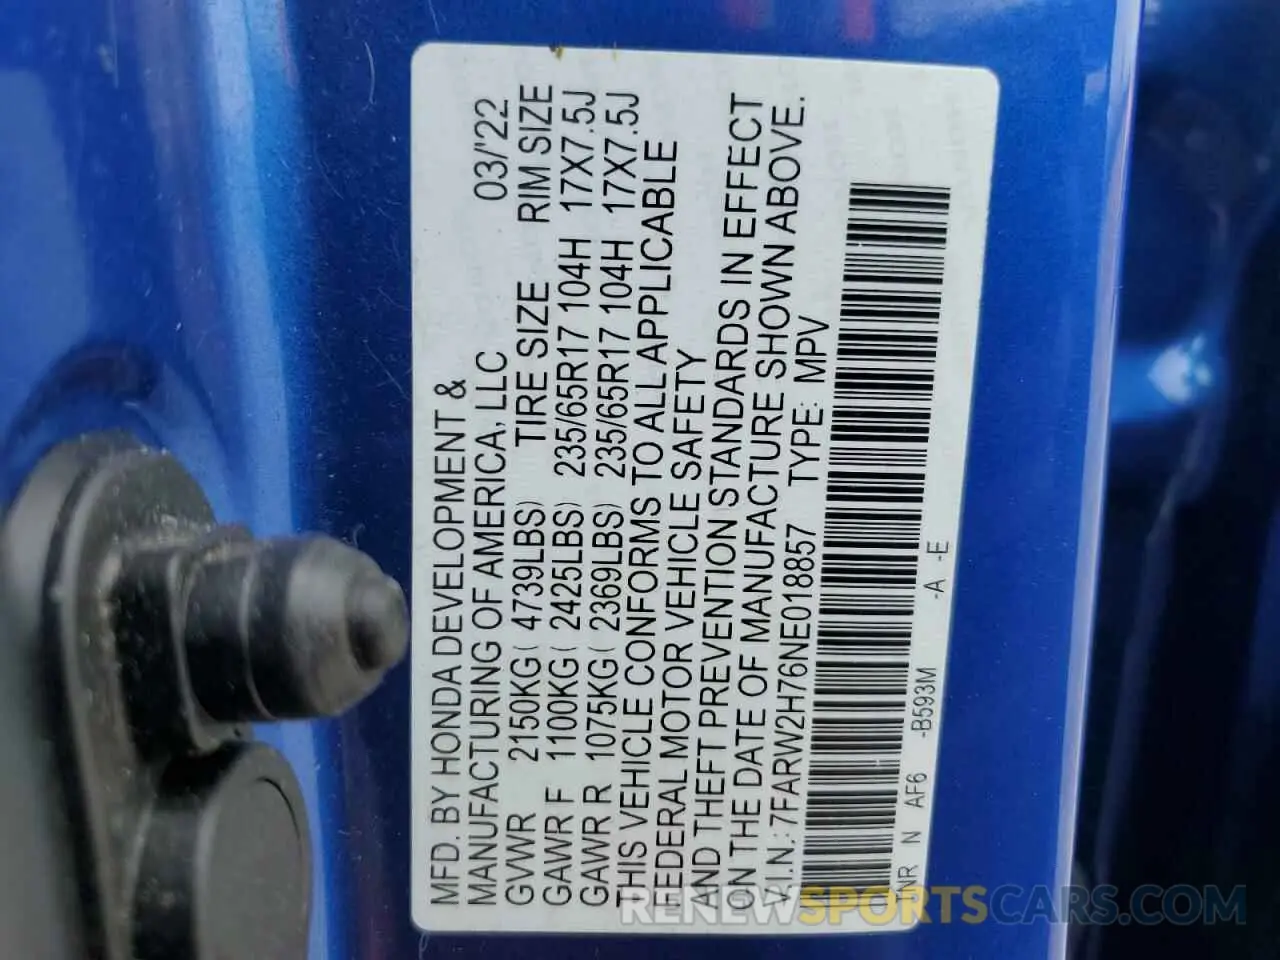 MFD. BY HONDA DEVELOPMENT &
MANUFACTURING OF AMERICA, LLC 03/'22
GVWR 2150KG( 4739LBS) TIRE SIZE RIM SIZE
GAWR F 1100KG( 2425LBS) 235/65R17 104H 17X7.5J
GAWR R 1075KG( 2369LBS) 235/65R17 104H 17X7.5J
THIS VEHICLE CONFORMS TO ALL APPLICABLE
FEDERAL MOTOR VEHICLE SAFETY
AND THEFT PREVENTION STANDARDS IN EFFECT
ON THE DATE OF MANUFACTURE SHOWN ABOVE.
V.I.N.: 7FARW2H76NE018857 TYPE: MPV
NR N AF6 -B593M -A -E
RENEWSPORTSCARS.COM